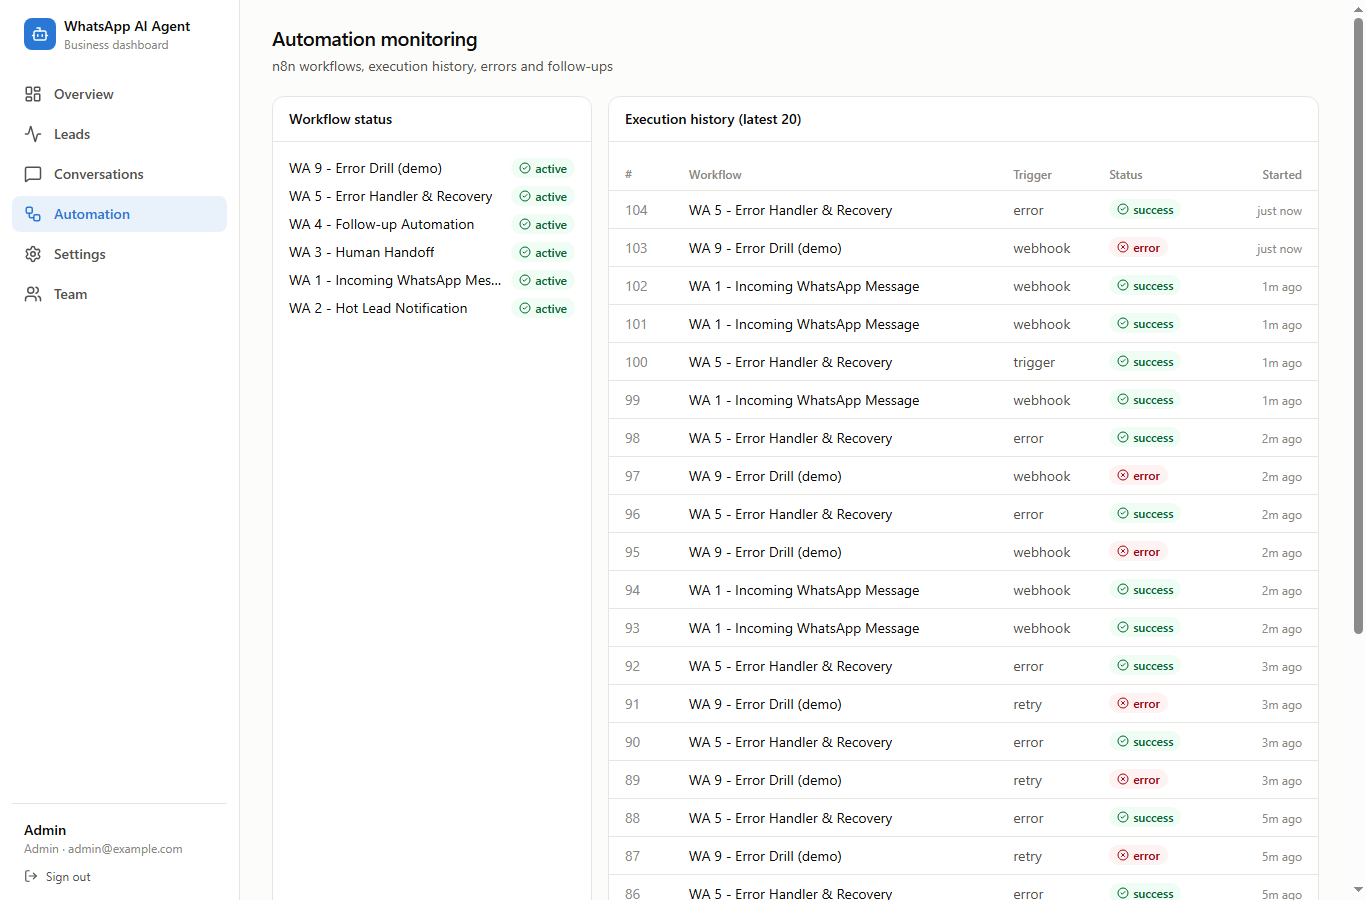 WhatsApp AI Agent
Business dashboard
Overview
Leads
Conversations
Automation
Settings
Team
Admin
Admin · admin@example.com
Sign out
Automation monitoring
n8n workflows, execution history, errors and follow-ups
Workflow status
WA 9 - Error Drill (demo) active
WA 5 - Error Handler & Recovery active
WA 4 - Follow-up Automation active
WA 3 - Human Handoff active
WA 1 - Incoming WhatsApp Mes... active
WA 2 - Hot Lead Notification active
Execution history (latest 20)
# Workflow Trigger Status Started
104 WA 5 - Error Handler & Recovery error success just now
103 WA 9 - Error Drill (demo) webhook error just now
102 WA 1 - Incoming WhatsApp Message webhook success 1m ago
101 WA 1 - Incoming WhatsApp Message webhook success 1m ago
100 WA 5 - Error Handler & Recovery trigger success 1m ago
99 WA 1 - Incoming WhatsApp Message webhook success 1m ago
98 WA 5 - Error Handler & Recovery error success 2m ago
97 WA 9 - Error Drill (demo) webhook error 2m ago
96 WA 5 - Error Handler & Recovery error success 2m ago
95 WA 9 - Error Drill (demo) webhook error 2m ago
94 WA 1 - Incoming WhatsApp Message webhook success 2m ago
93 WA 1 - Incoming WhatsApp Message webhook success 2m ago
92 WA 5 - Error Handler & Recovery error success 3m ago
91 WA 9 - Error Drill (demo) retry error 3m ago
90 WA 5 - Error Handler & Recovery error success 3m ago
89 WA 9 - Error Drill (demo) retry error 3m ago
88 WA 5 - Error Handler & Recovery error success 5m ago
87 WA 9 - Error Drill (demo) retry error 5m ago
86 WA 5 - Error Handler & Recovery error success 5m ago